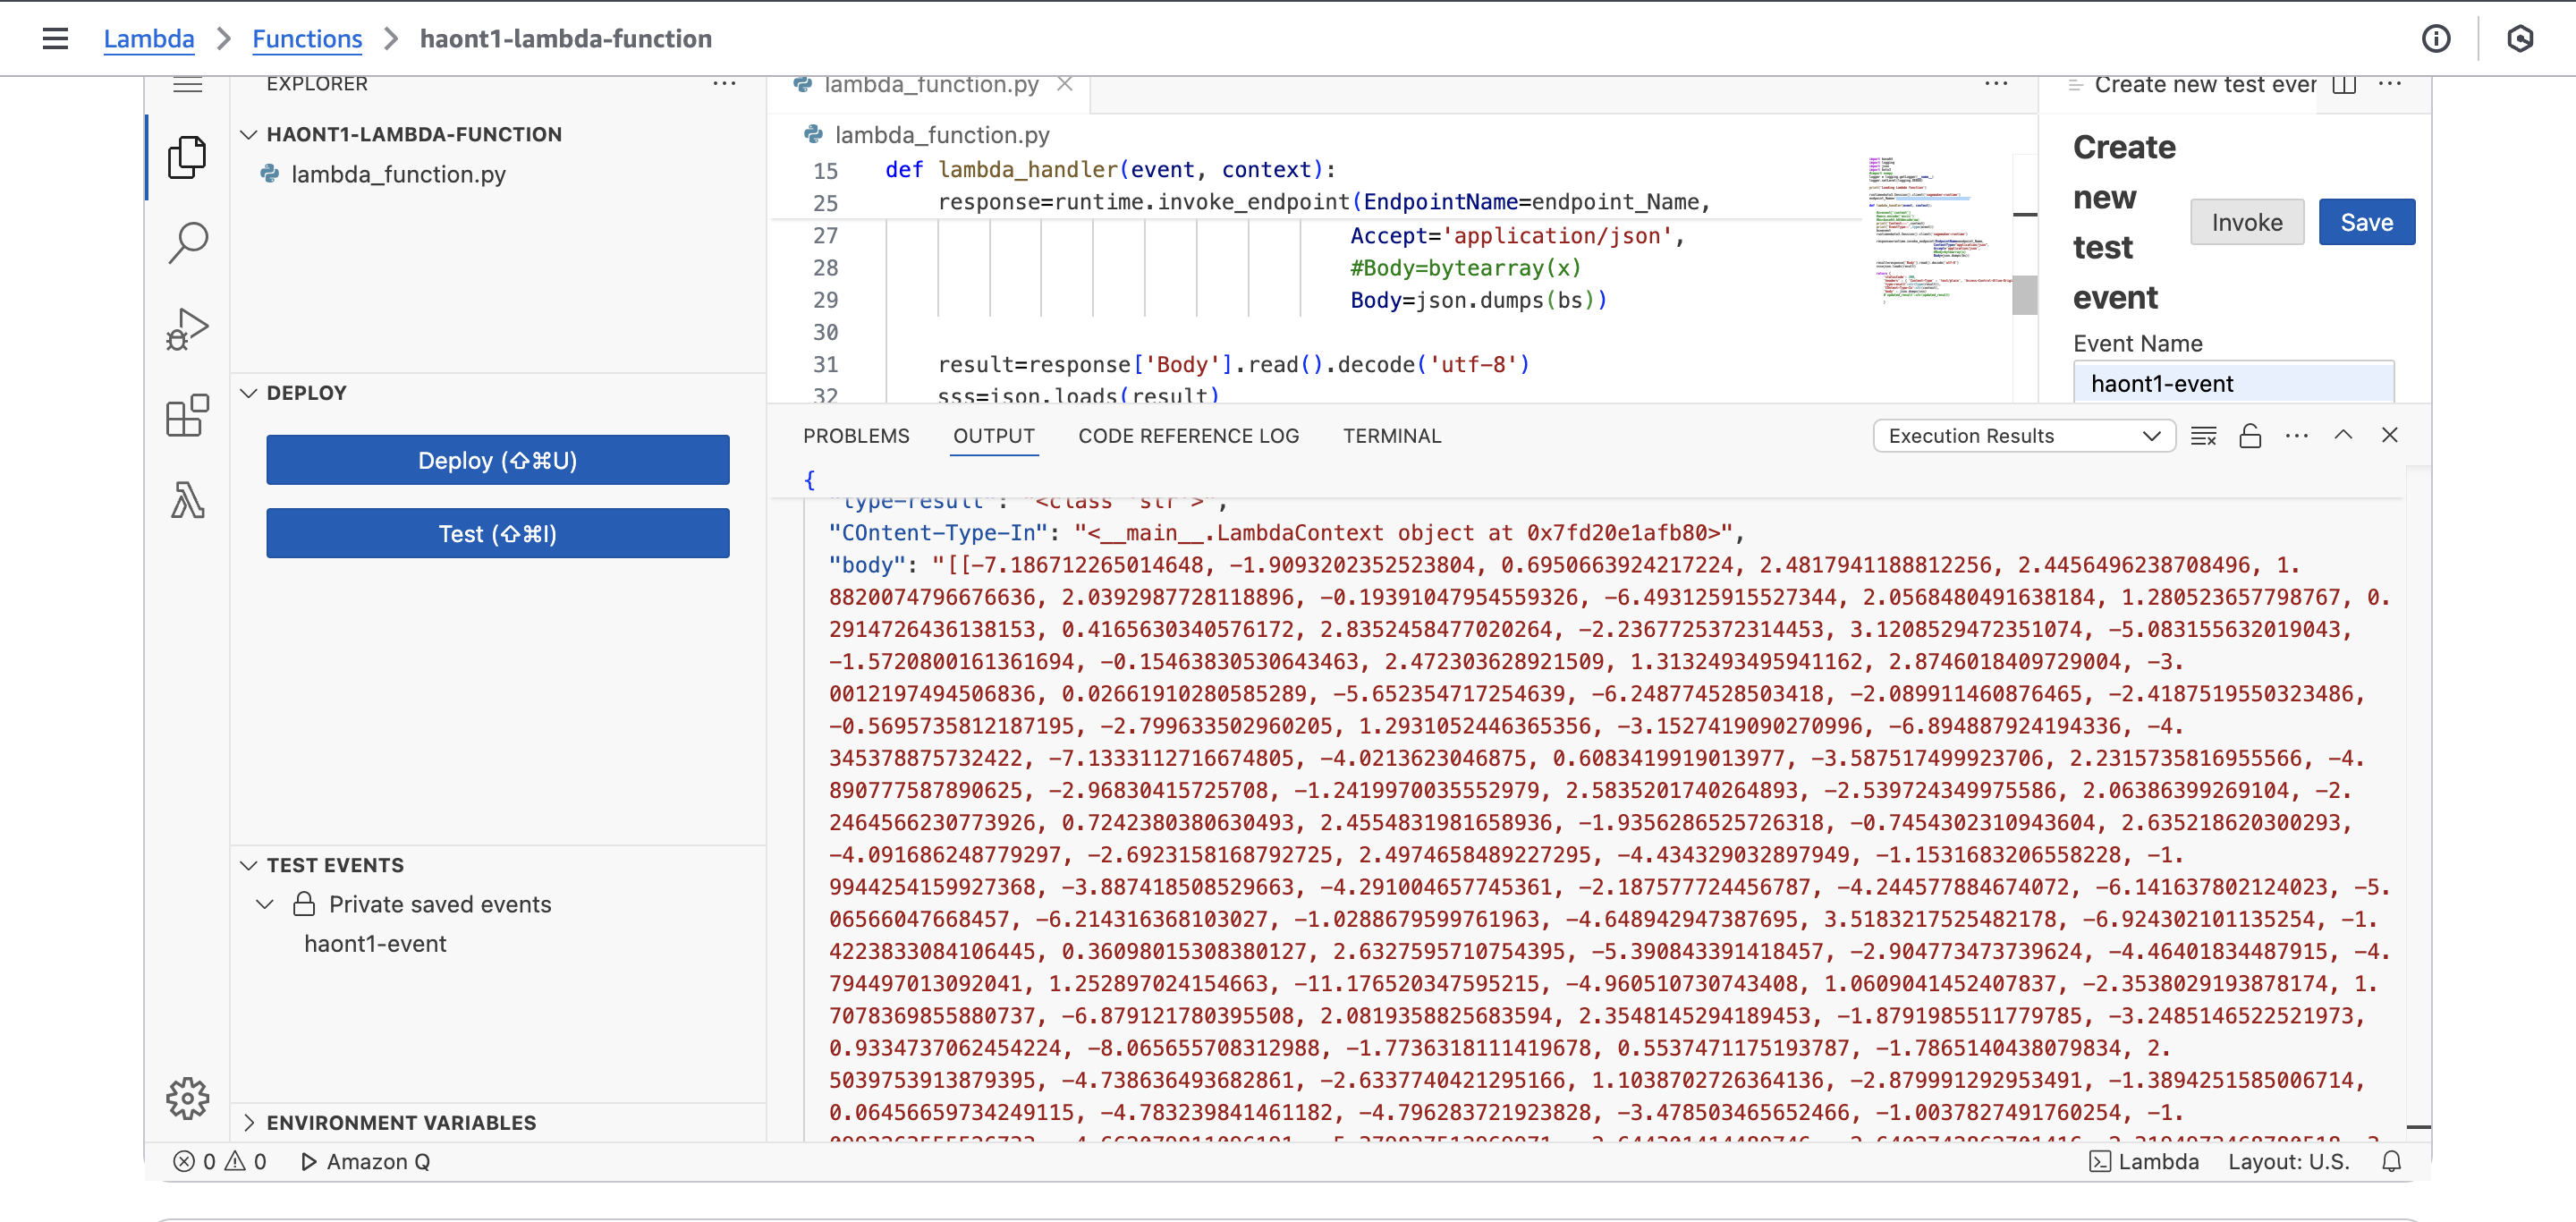 Lambda > Functions > haont1-lambda-function
EXPLORER
HAONT1-LAMBDA-FUNCTION
lambda_function.py
DEPLOY
Deploy (⇧⌘U)
Test (⇧⌘I)
TEST EVENTS
Private saved events
haont1-event
ENVIRONMENT VARIABLES
lambda_function.py
lambda_function.py
15 def lambda_handler(event, context):
25 response=runtime.invoke_endpoint(EndpointName=endpoint_Name,
27 Accept='application/json',
28 #Body=bytearray(x)
29 Body=json.dumps(bs))
30
31 result=response['Body'].read().decode('utf-8')
32 sss=json.loads(result)
Create new test ever
Create
new
test
event
Invoke
Save
Event Name
haont1-event
PROBLEMS OUTPUT CODE REFERENCE LOG TERMINAL
Execution Results
{
"type-result": "<class 'str'>",
"COntent-Type-In": "<__main__.LambdaContext object at 0x7fd20e1afb80>",
"body": "[[-7.186712265014648, -1.9093202352523804, 0.6950663924217224, 2.4817941188812256, 2.4456496238708496, 1.
8820074796676636, 2.0392987728118896, -0.19391047954559326, -6.493125915527344, 2.0568480491638184, 1.280523657798767, 0.
2914726436138153, 0.4165630340576172, 2.8352458477020264, -2.2367725372314453, 3.1208529472351074, -5.083155632019043,
-1.5720800161361694, -0.15463830530643463, 2.472303628921509, 1.3132493495941162, 2.8746018409729004, -3.
0012197494506836, 0.02661910280585289, -5.652354717254639, -6.248774528503418, -2.089911460876465, -2.4187519550323486,
-0.5695735812187195, -2.799633502960205, 1.2931052446365356, -3.1527419090270996, -6.894887924194336, -4.
345378875732422, -7.1333112716674805, -4.0213623046875, 0.6083419919013977, -3.587517499923706, 2.2315735816955566, -4.
890777587890625, -2.96830415725708, -1.2419970035552979, 2.5835201740264893, -2.539724349975586, 2.06386399269104, -2.
2464566230773926, 0.7242380380630493, 2.4554831981658936, -1.9356286525726318, -0.7454302310943604, 2.635218620300293,
-4.091686248779297, -2.6923158168792725, 2.4974658489227295, -4.434329032897949, -1.1531683206558228, -1.
9944254159927368, -3.887418508529663, -4.291004657745361, -2.187577724456787, -4.244577884674072, -6.141637802124023, -5.
06566047668457, -6.214316368103027, -1.0288679599761963, -4.648942947387695, 3.5183217525482178, -6.924302101135254, -1.
4223833084106445, 0.36098015308380127, 2.6327595710754395, -5.390843391418457, -2.904773473739624, -4.46401834487915, -4.
794497013092041, 1.252897024154663, -11.176520347595215, -4.960510730743408, 1.0609041452407837, -2.3538029193878174, 1.
7078369855880737, -6.879121780395508, 2.0819358825683594, 2.3548145294189453, -1.8791985511779785, -3.2485146522521973,
0.9334737062454224, -8.065655708312988, -1.7736318111419678, 0.5537471175193787, -1.7865140438079834, 2.
5039753913879395, -4.738636493682861, -2.6337740421295166, 1.1038702726364136, -2.879991292953491, -1.3894251585006714,
0.06456659734249115, -4.783239841461182, -4.796283721923828, -3.478503465652466, -1.0037827491760254, -1.
0 0 Amazon Q
Lambda Layout: U.S.